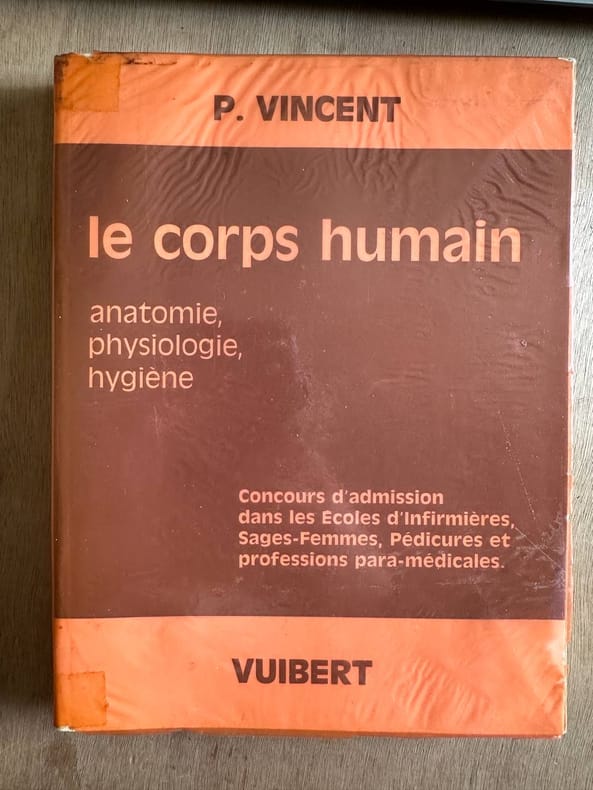 P. VINCENT
le corps humain
anatomie,
physiologie,
hygiène
Concours d'admission
dans les Écoles d'Infirmières,
Sages-Femmes, Pédicures et
professions para-médicales.
VUIBERT